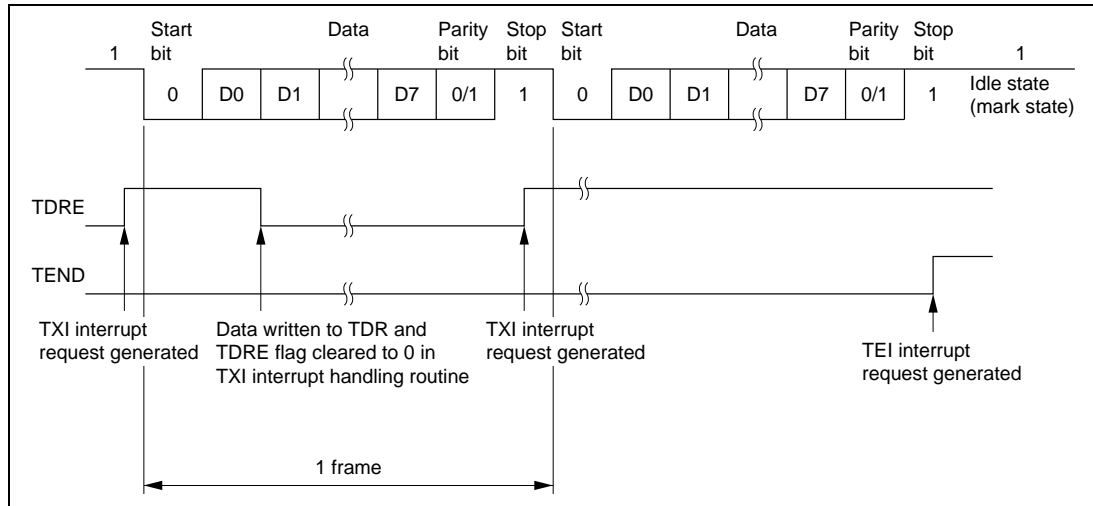 Start Data Parity Stop Start Data Parity Stop
1 bit bit bit bit bit bit 1
0 D0 D1 D7 0/1 1 0 D0 D1 D7 0/1 1 Idle state
(mark state)
TDRE
TEND
TXI interrupt
request generated
Data written to TDR and
TDRE flag cleared to 0 in
TXI interrupt handling routine
TXI interrupt
request generated
TEI interrupt
request generated
1 frame